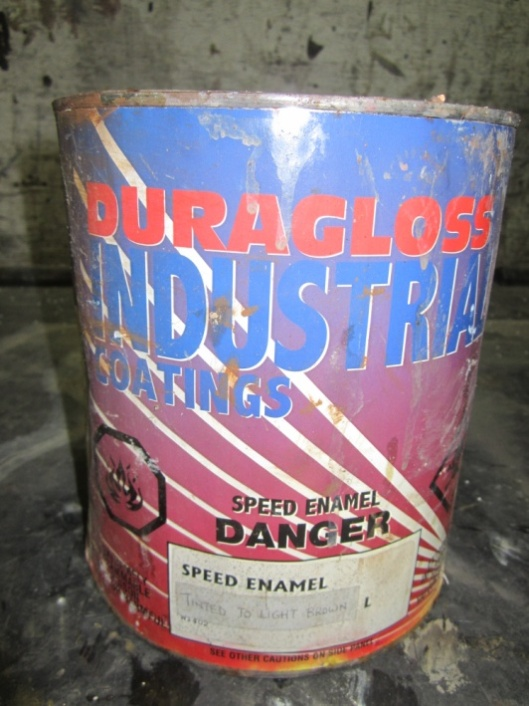 DURAGLOSS
INDUSTRIAL
COATINGS
SPEED ENAMEL
DANGER
SPEED ENAMEL
TINTED TO LIGHT BROWN L
SEE OTHER CAUTIONS ON SIDE PANEL